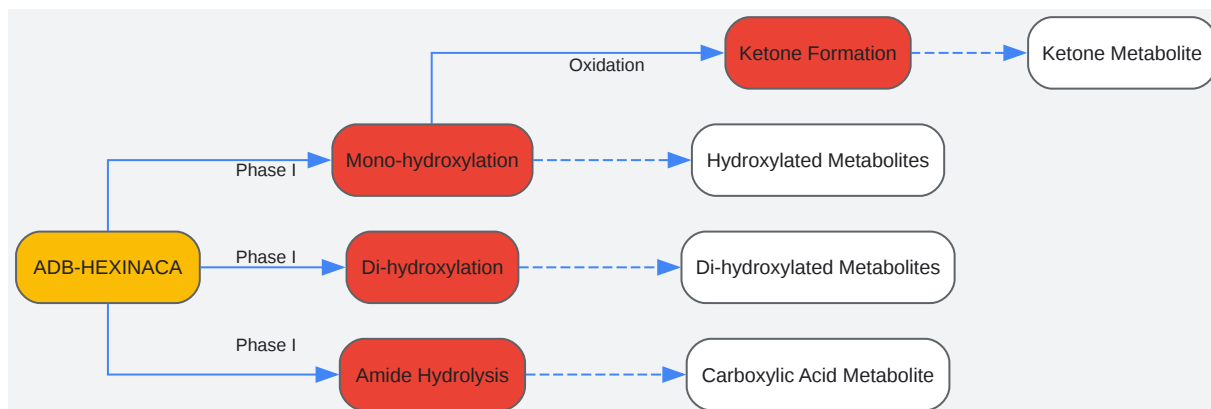 Ketone Formation
Ketone Metabolite
Oxidation
Mono-hydroxylation
Hydroxylated Metabolites
Phase I
ADB-HEXINACA
Phase I
Di-hydroxylation
Di-hydroxylated Metabolites
Phase I
Amide Hydrolysis
Carboxylic Acid Metabolite